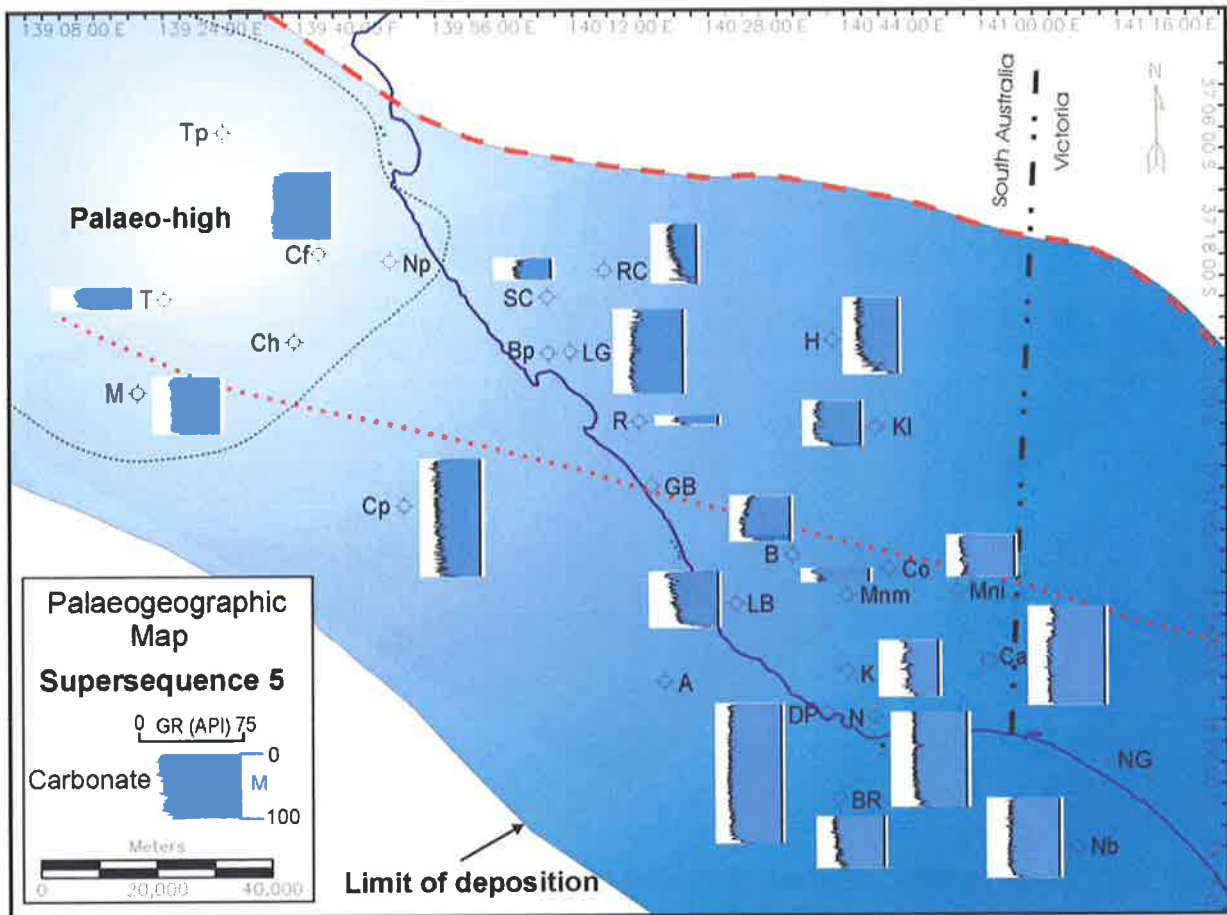 139 08 00 E
139 24 00 E
139 40 00 E
139 56 00 E
140 12 00 E
140 28 00 E
140 44 00 E
141 00 00 E
141 16 00 E
37 06 00 S
37 18 00 S
South Australia
Victoria
N
Tp
Palaeo-high
Cf
Np
T
Ch
M
SC
RC
Bp
LG
H
R
Kl
Cp
GB
B
Co
LB
Mnm
Mni
A
K
Ca
DP
N
NG
BR
Nb
Palaeogeographic
Map
Supersequence 5
0 GR (API) 75
0
Carbonate
M
100
Meters
0 20,000 40,000
Limit of deposition